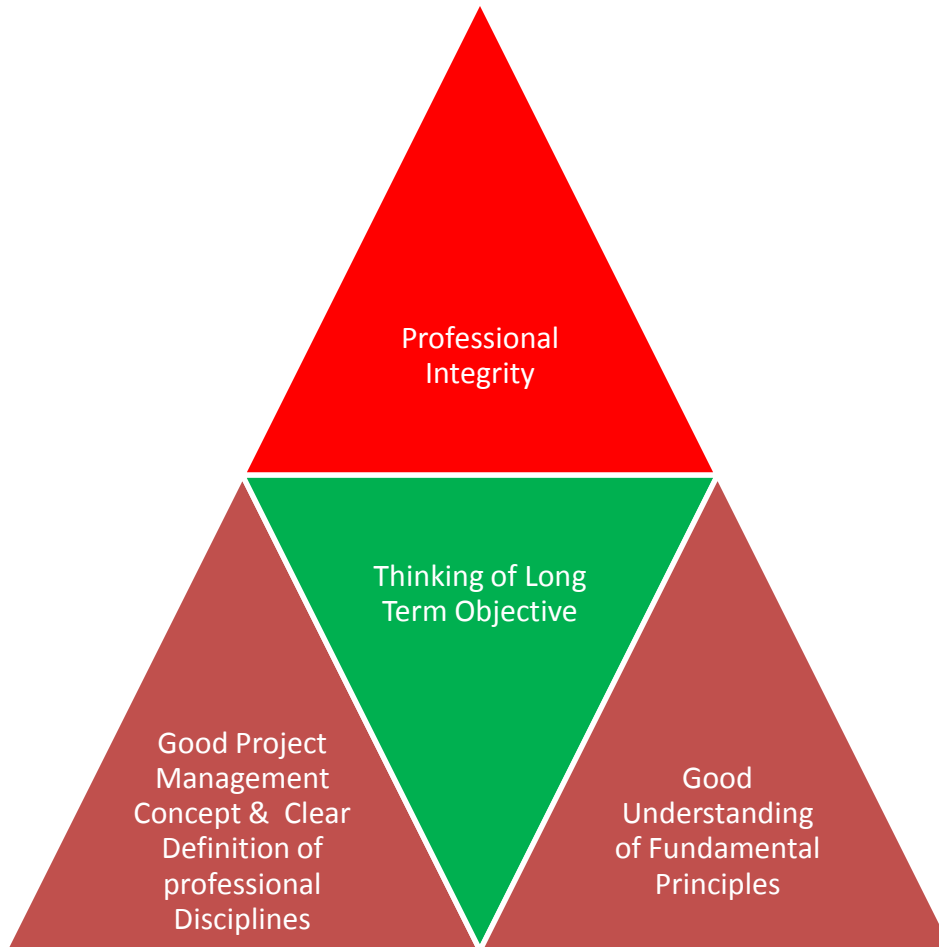 Professional
Integrity
Thinking of Long
Term Objective
Good Project
Management
Concept &  Clear
Definition of
professional
Disciplines
Good
Understanding
of Fundamental
Principles